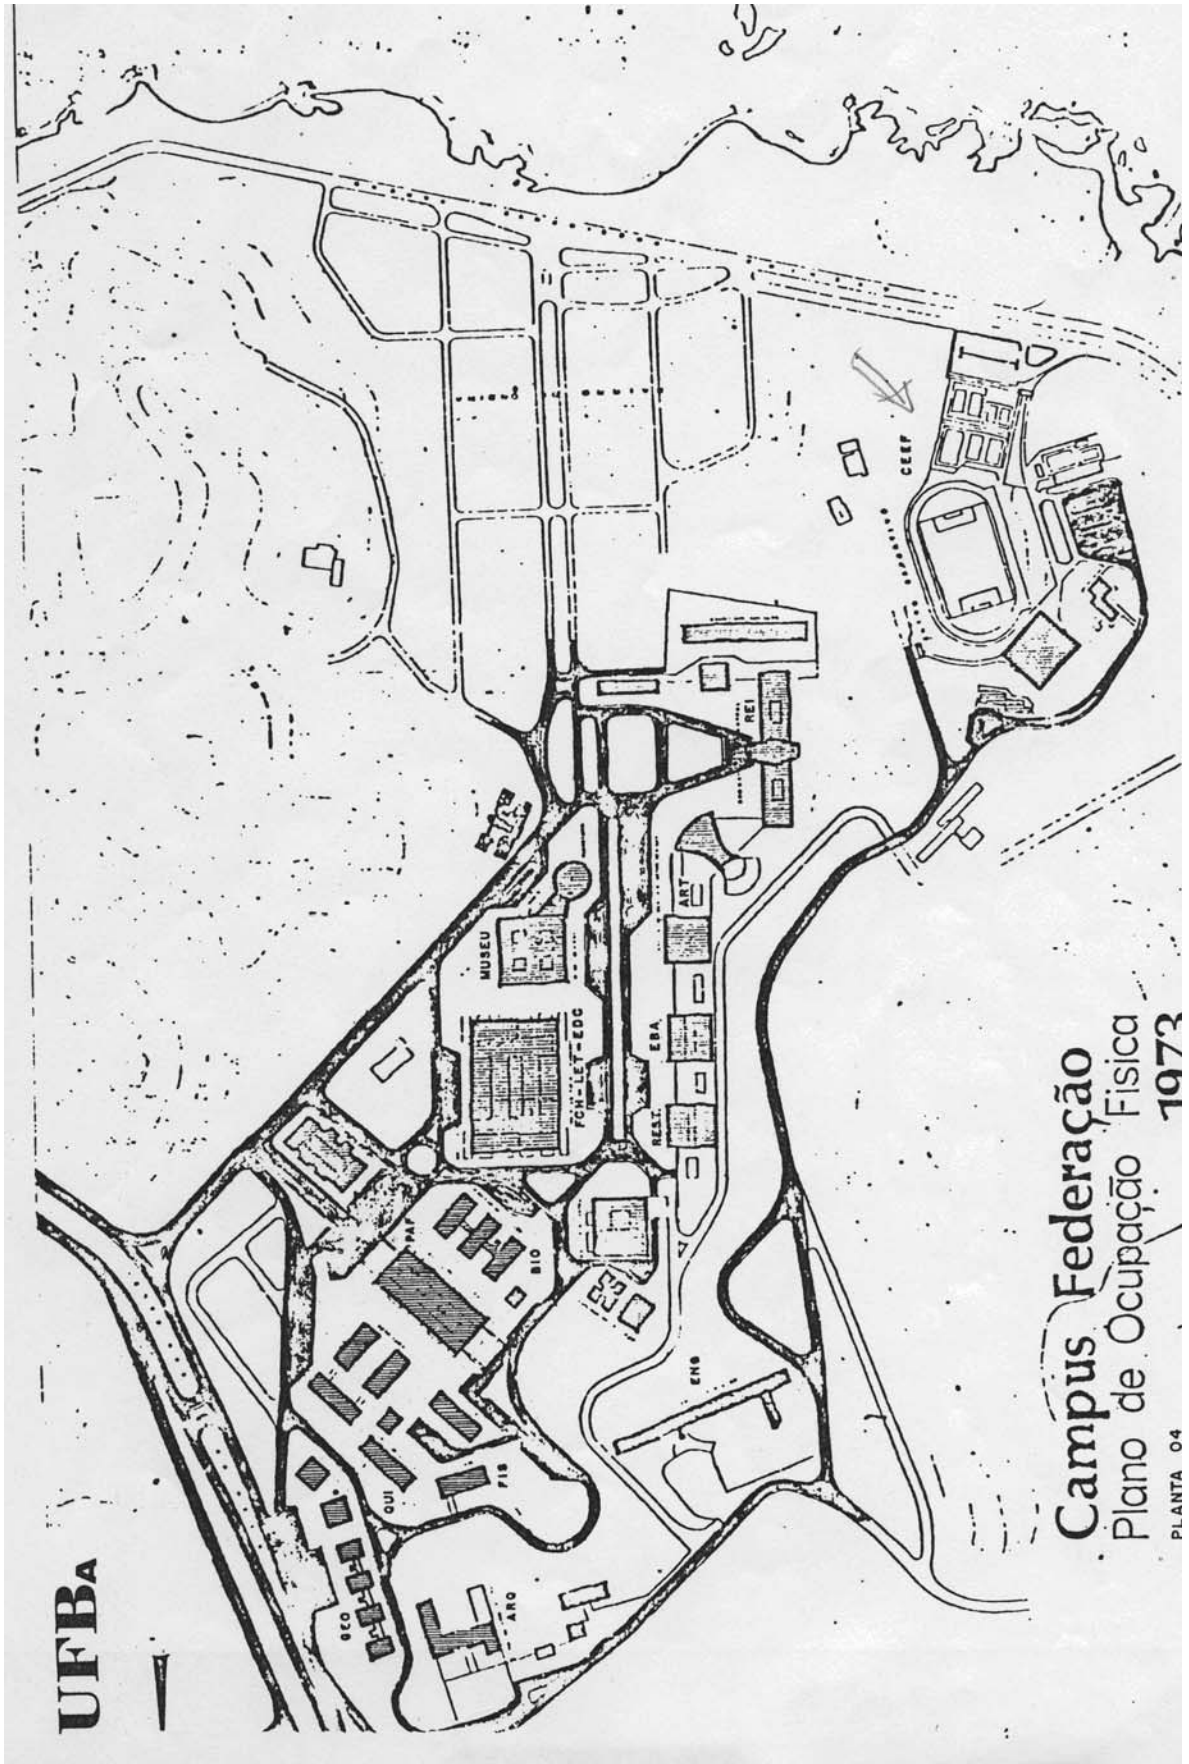 UFBA
Campus Federação
Plano de Ocupação Fisica
1973
PLANTA 04
GEO
ARQ
QUI
FIS
PAF
BIO
ENG
MUSEU
FCH-LET-EDC
REST.
EBA
ART
REI
CEEF